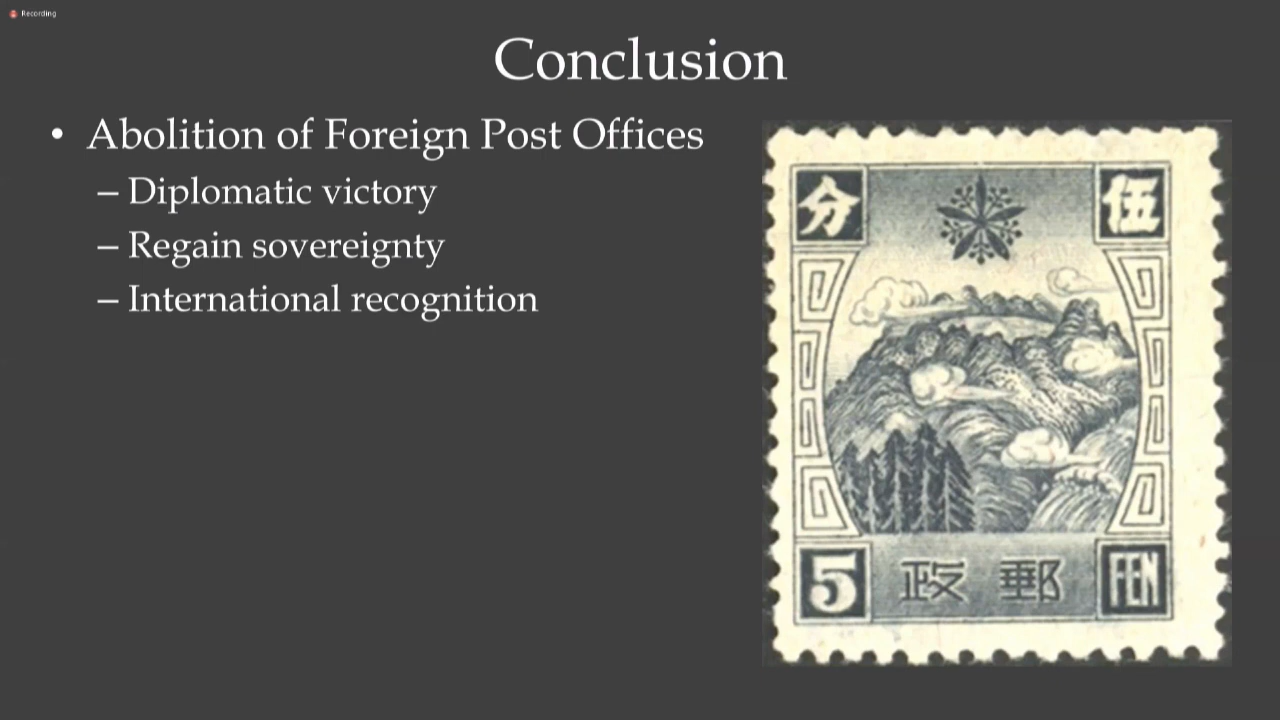 Recording
Conclusion
• Abolition of Foreign Post Offices
– Diplomatic victory
– Regain sovereignty
– International recognition
分 伍
5 政郵 FEN